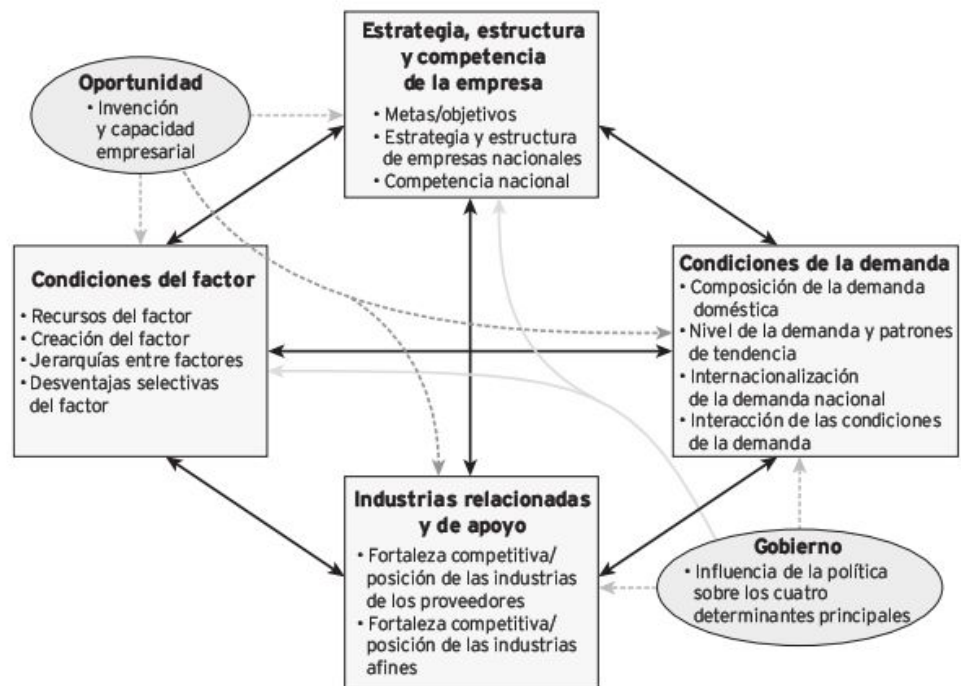 Estrategia, estructura
y competencia
de la empresa
• Metas/objetivos
• Estrategia y estructura
de empresas nacionales
• Competencia nacional
Oportunidad
• Invención
y capacidad
empresarial
Condiciones del factor
• Recursos del factor
• Creación del factor
• Jerarquías entre factores
• Desventajas selectivas
del factor
Condiciones de la demanda
• Composición de la demanda
doméstica
• Nivel de la demanda y patrones
de tendencia
• Internacionalización
de la demanda nacional
• Interacción de las condiciones
de la demanda
Industrias relacionadas
y de apoyo
• Fortaleza competitiva/
posición de las industrias
de los proveedores
• Fortaleza competitiva/
posición de las industrias
afines
Gobierno
• Influencia de la política
sobre los cuatro
determinantes principales